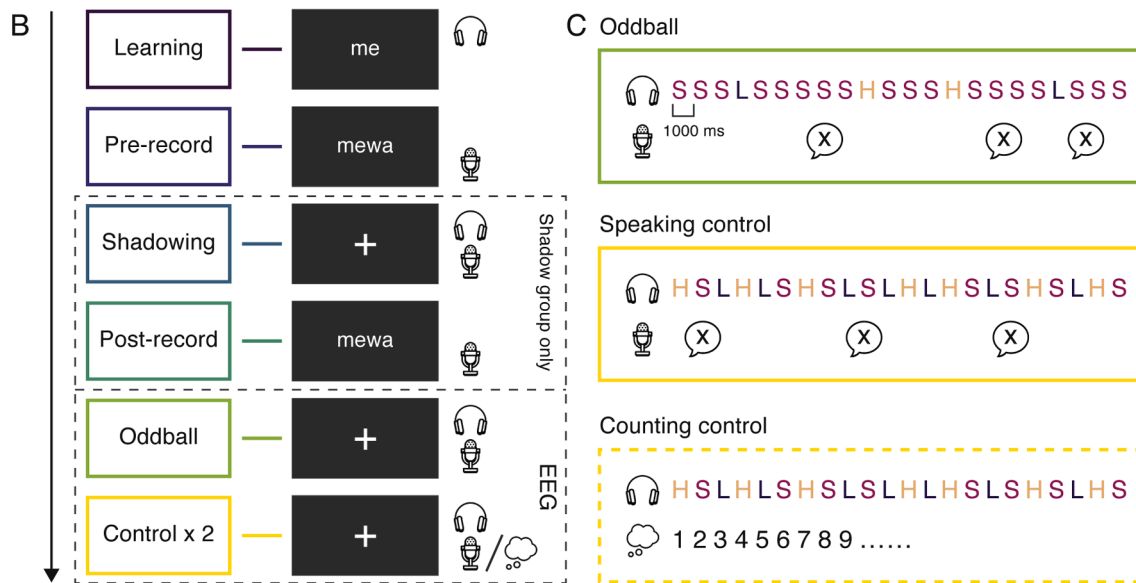 B
Learning
me
Pre-record
mewa
Shadowing
+
Post-record
mewa
Shadow group only
Oddball
+
Control x 2
+
/
EEG
C Oddball
S S S L S S S S S H S S S H S S S S L S S S
1000 ms
X X X
Speaking control
H S L H L S H S L S L H L H S L S H S L H S
X X X
Counting control
H S L H L S H S L S L H L H S L S H S L H S
1 2 3 4 5 6 7 8 9 ......